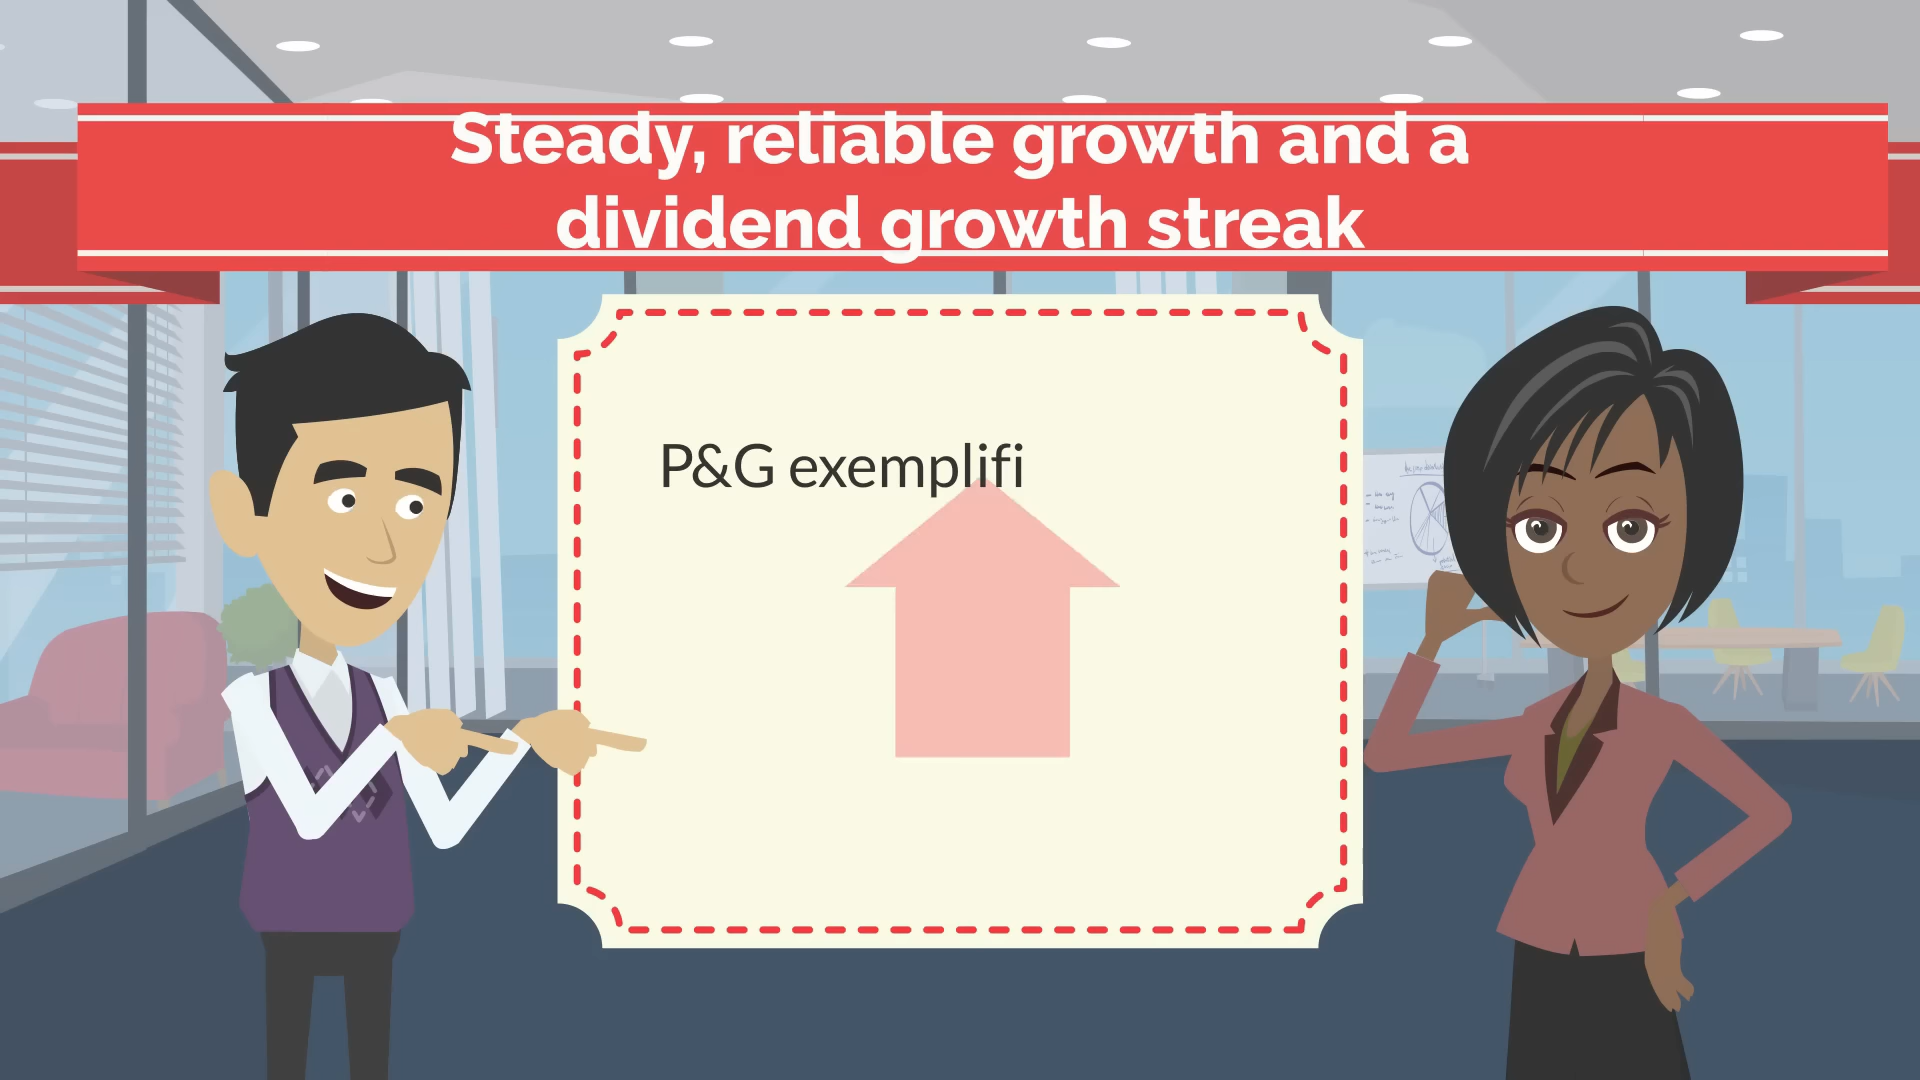 Steady, reliable growth and a
dividend growth streak
P&G exemplifi